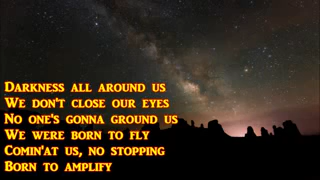 Darkness all around us
We don't close our eyes
No one's gonna ground us
We were born to fly
Comin'at us, no stopping
Born to amplify